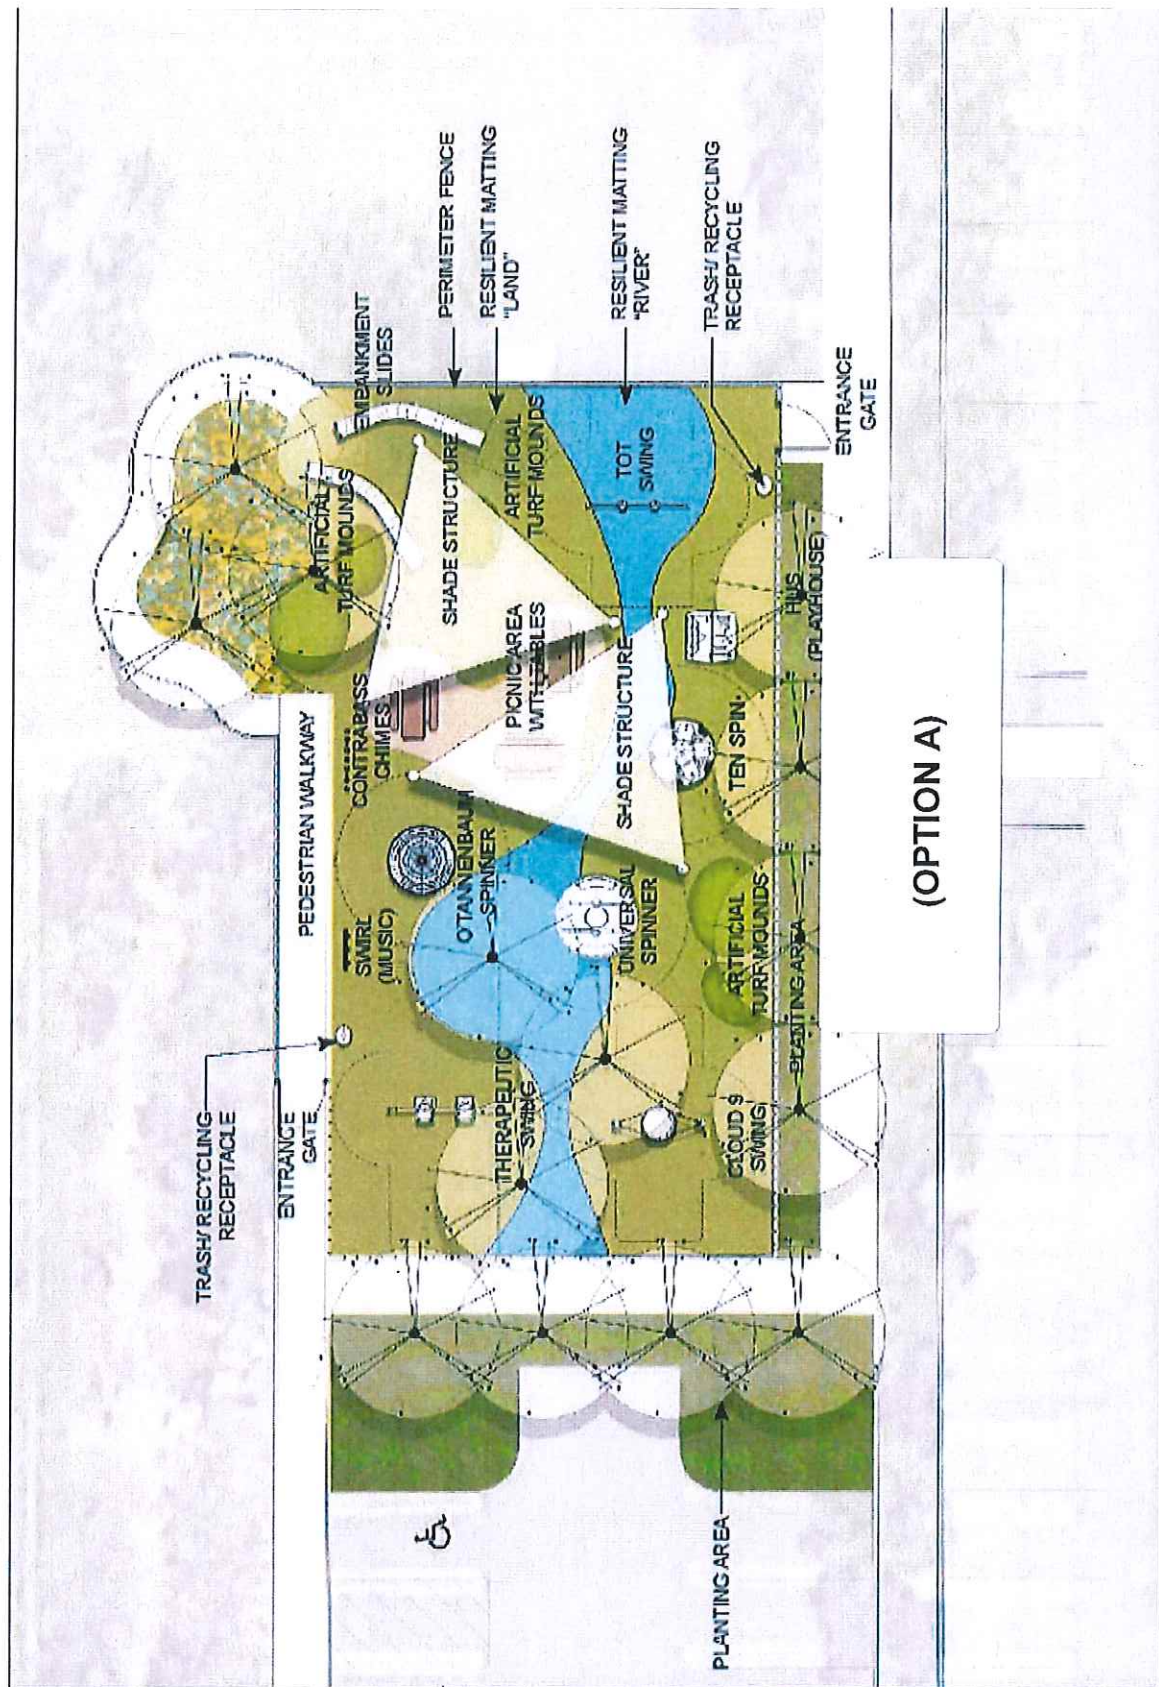 TRASH/ RECYCLING
RECEPTACLE
ENTRANCE
GATE
PEDESTRIAN WALKWAY
SWIRL
(MUSIC)
CONTRABASS
CHIMES
ARTIFICIAL
TURF MOUNDS
EMBANKMENT
SLIDES
PERIMETER FENCE
RESILIENT MATTING
"LAND"
RESILIENT MATTING
"RIVER"
TRASH/ RECYCLING
RECEPTACLE
ENTRANCE
GATE
OTANNENBAUM
SPINNER
SHADE STRUCTURE
PICNIC AREA
WITH TABLES
ARTIFICIAL
TURF MOUNDS
THERAPEUTIC
SWING
UNIVERSAL
SPINNER
SHADE STRUCTURE
TOT
SWING
CLOUD 9
SWING
ARTIFICIAL
TURF MOUNDS
TEN SPIN
PLANTING AREA
(PLAYHOUSE)
PLANTING AREA
(OPTION A)